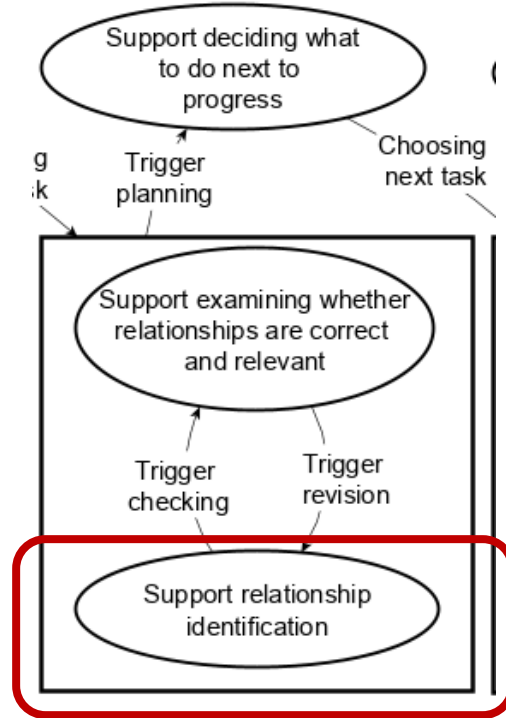 Support deciding what
to do next to
progress
g
k
Trigger
planning
Choosing
next task
Support examining whether
relationships are correct
and relevant
Trigger
checking
Trigger
revision
Support relationship
identification